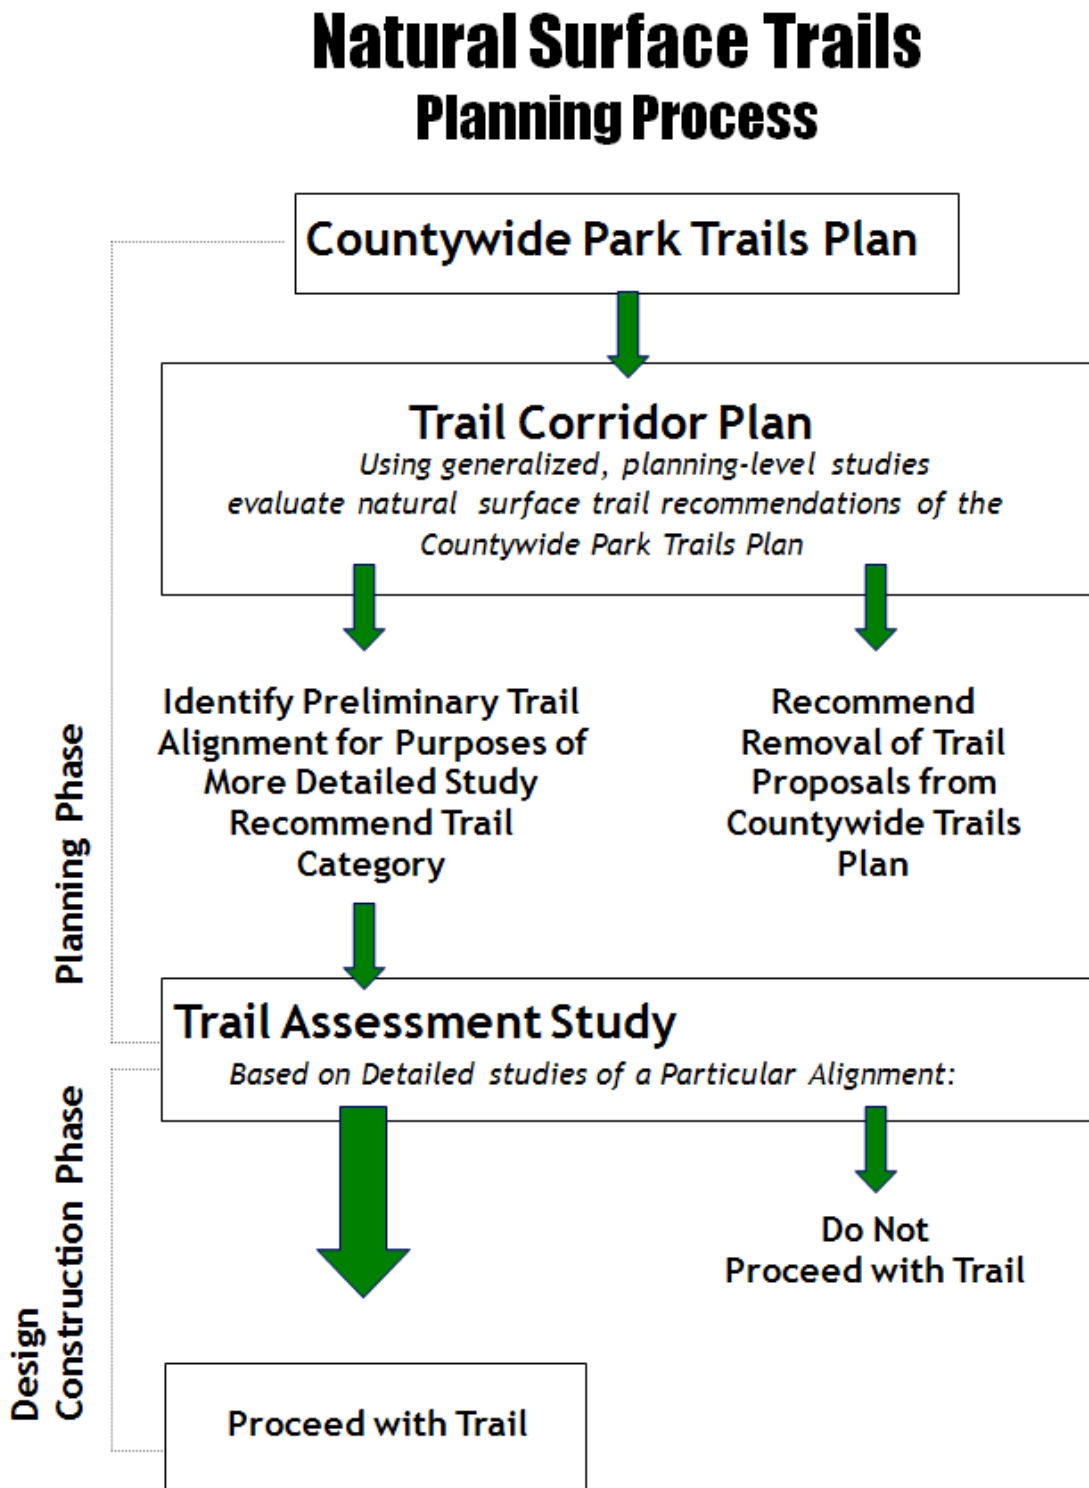 Natural Surface Trails
Planning Process
Countywide Park Trails Plan
Trail Corridor Plan
Using generalized, planning-level studies
evaluate natural surface trail recommendations of the
Countywide Park Trails Plan
Identify Preliminary Trail
Alignment for Purposes of
More Detailed Study
Recommend Trail
Category
Recommend
Removal of Trail
Proposals from
Countywide Trails
Plan
Planning Phase
Trail Assessment Study
Based on Detailed studies of a Particular Alignment:
Do Not
Proceed with Trail
Design
Construction Phase
Proceed with Trail